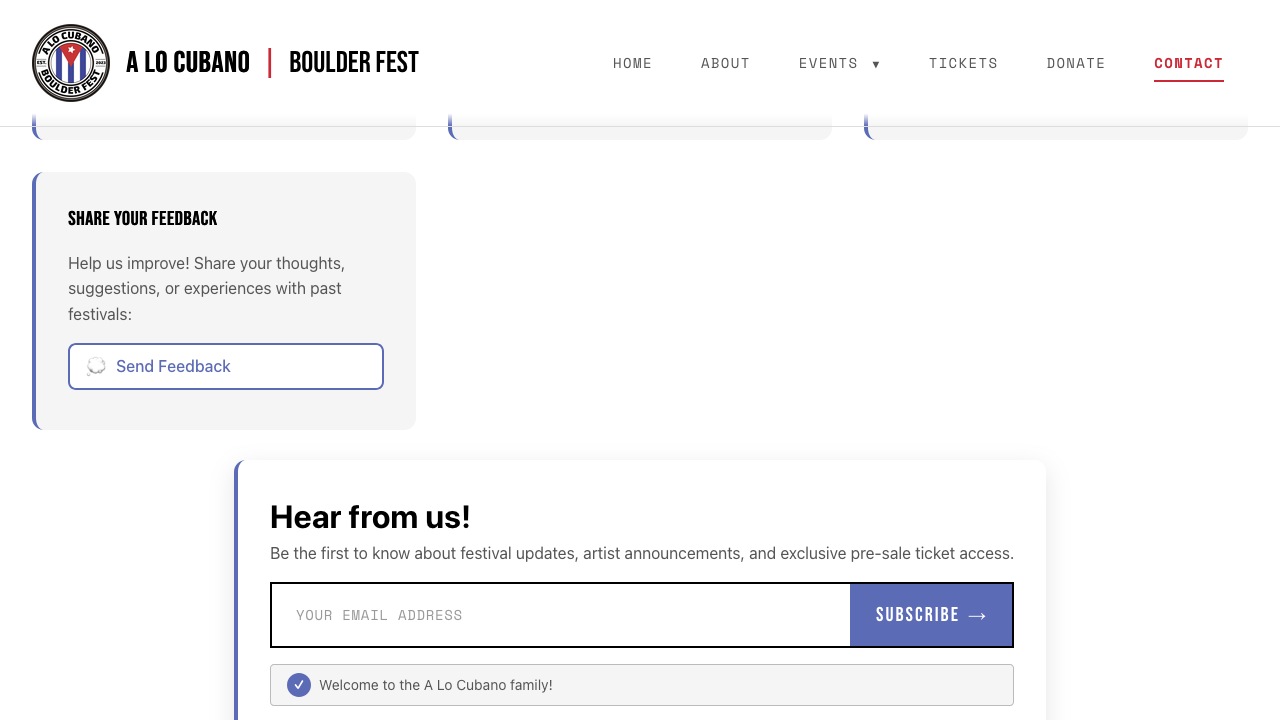 A LO CUBANO
EST. 2023
BOULDER FEST
A LO CUBANO | BOULDER FEST
HOME
ABOUT
EVENTS ▼
TICKETS
DONATE
CONTACT
SHARE YOUR FEEDBACK
Help us improve! Share your thoughts,
suggestions, or experiences with past
festivals:
Send Feedback
Hear from us!
Be the first to know about festival updates, artist announcements, and exclusive pre-sale ticket access.
YOUR EMAIL ADDRESS
SUBSCRIBE →
Welcome to the A Lo Cubano family!